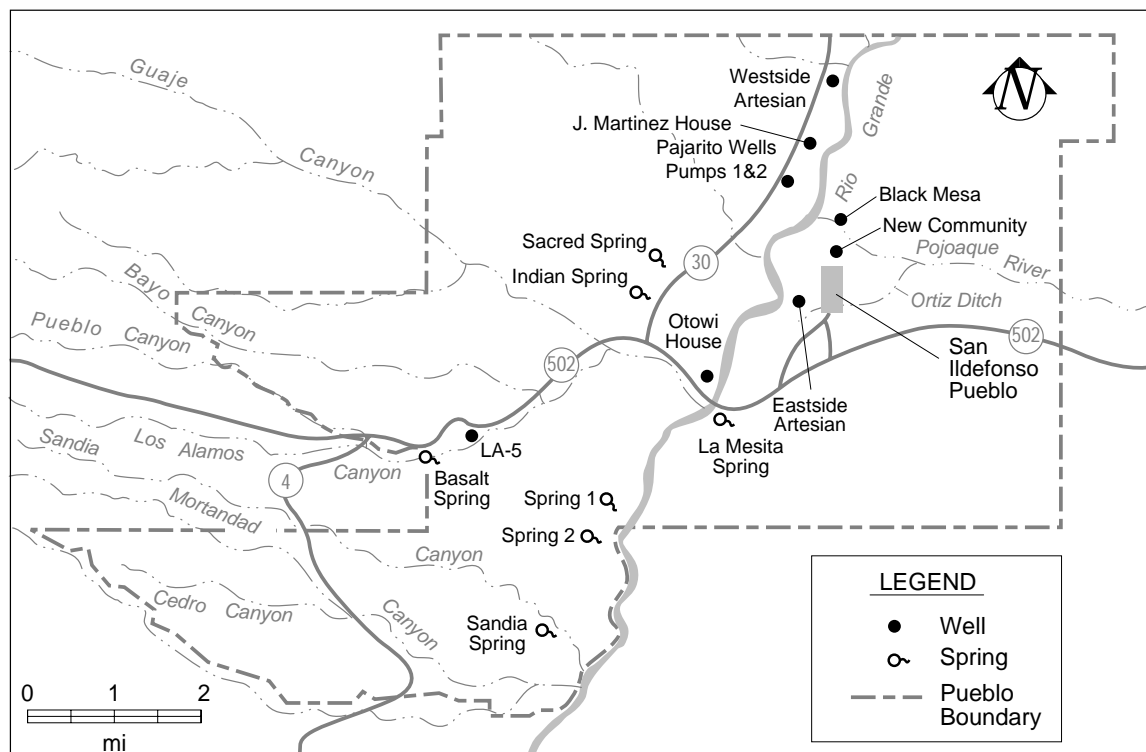 Guaje
Canyon
Westside
Artesian
N
Grande
Rio
J. Martinez House
Pajarito Wells
Pumps 1&2
Black Mesa
New Community
Pojoaque
River
Sacred Spring
30
Indian Spring
Ortiz Ditch
Bayo
Canyon
Pueblo
Canyon
Otowi
House
502
502
San
Ildefonso
Pueblo
Eastside
Artesian
Sandia
Los Alamos
Canyon
LA-5
La Mesita
Spring
4
Basalt
Spring
Mortandad
Canyon
Spring 1
Spring 2
Cedro Canyon
Canyon
Sandia
Spring
LEGEND
Well
Spring
Pueblo
Boundary
0 1 2
mi